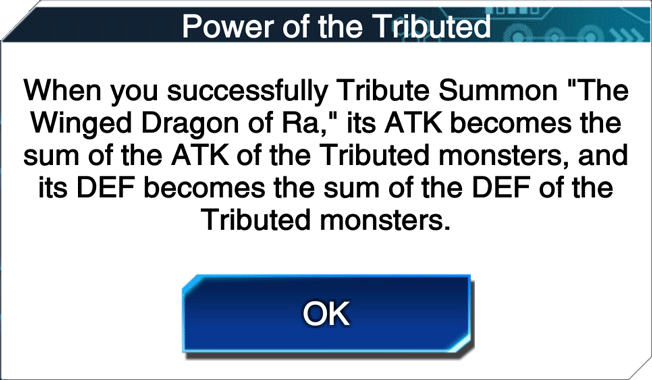 Power of the Tributed
When you successfully Tribute Summon "The
Winged Dragon of Ra," its ATK becomes the
sum of the ATK of the Tributed monsters, and
its DEF becomes the sum of the DEF of the
Tributed monsters.
OK